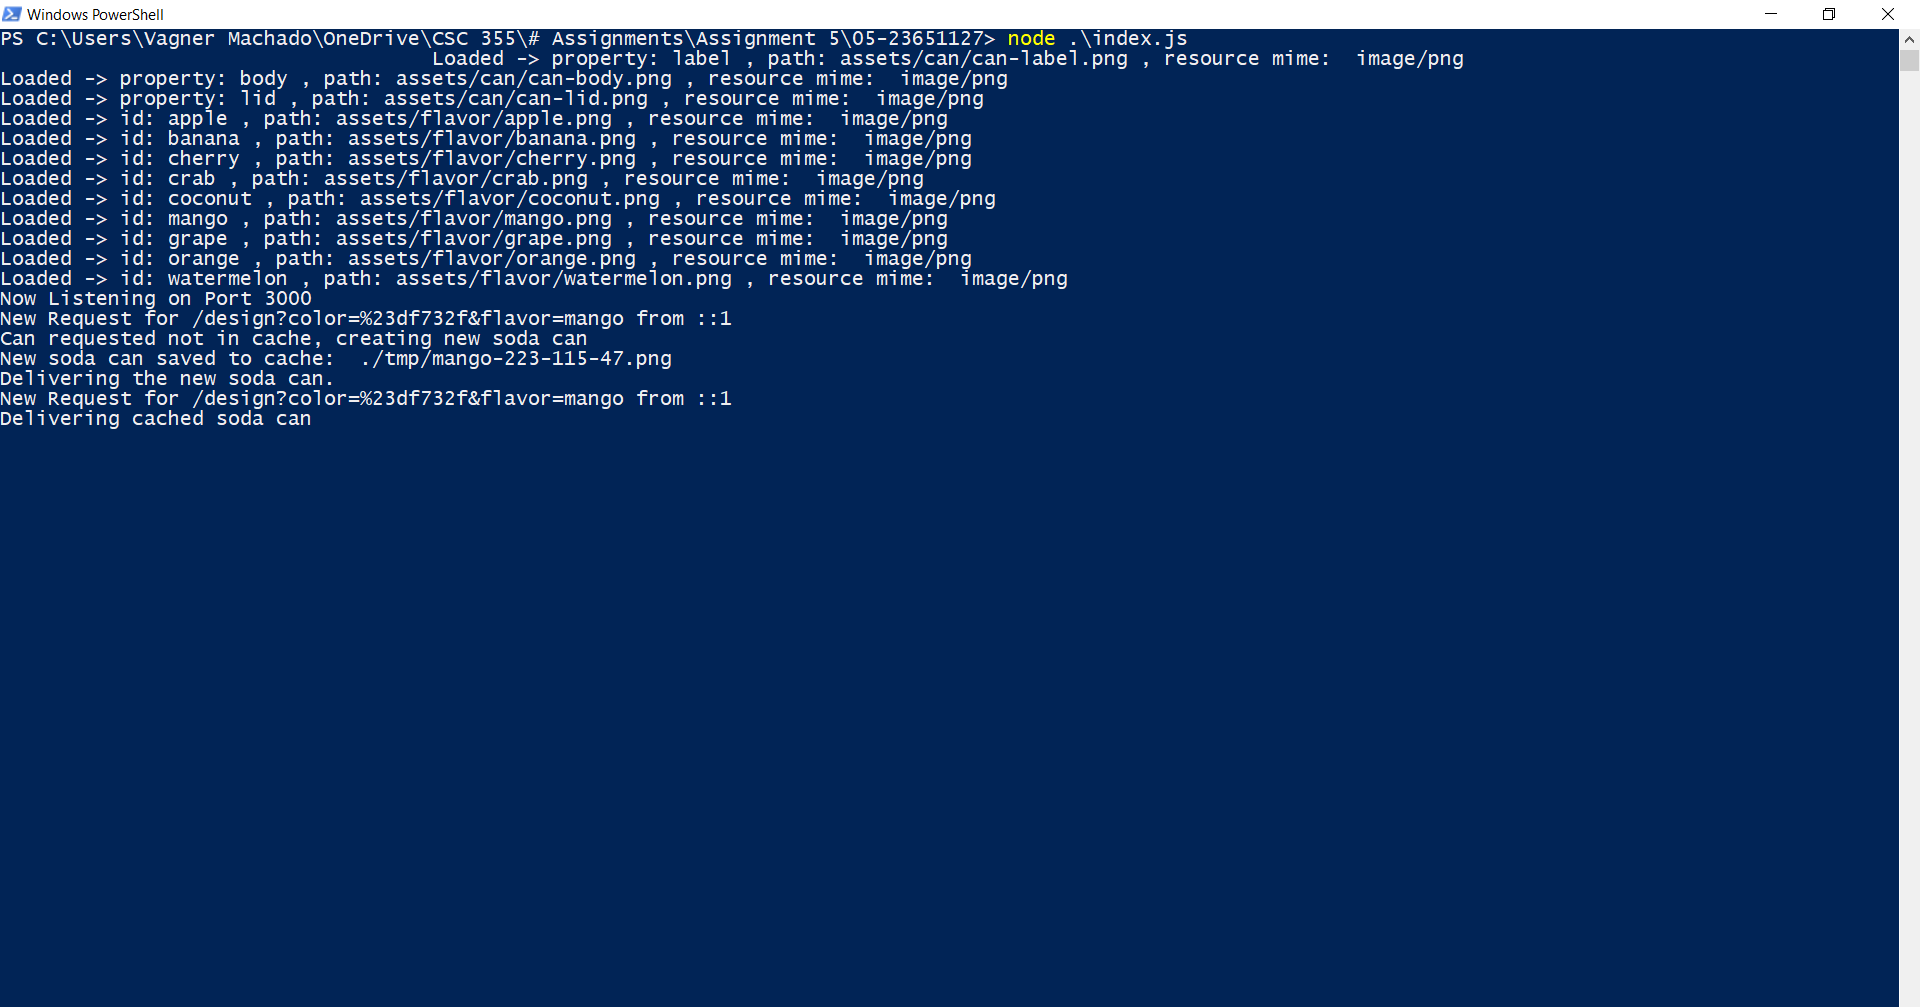 Windows PowerShell
PS C:\Users\Vagner Machado\OneDrive\CSC 355\# Assignments\Assignment 5\05-23651127> node .\index.js
Loaded -> property: label , path: assets/can/can-label.png , resource mime:  image/png
Loaded -> property: body , path: assets/can/can-body.png , resource mime:  image/png
Loaded -> property: lid , path: assets/can/can-lid.png , resource mime:  image/png
Loaded -> id: apple , path: assets/flavor/apple.png , resource mime:  image/png
Loaded -> id: banana , path: assets/flavor/banana.png , resource mime:  image/png
Loaded -> id: cherry , path: assets/flavor/cherry.png , resource mime:  image/png
Loaded -> id: crab , path: assets/flavor/crab.png , resource mime:  image/png
Loaded -> id: coconut , path: assets/flavor/coconut.png , resource mime:  image/png
Loaded -> id: mango , path: assets/flavor/mango.png , resource mime:  image/png
Loaded -> id: grape , path: assets/flavor/grape.png , resource mime:  image/png
Loaded -> id: orange , path: assets/flavor/orange.png , resource mime:  image/png
Loaded -> id: watermelon , path: assets/flavor/watermelon.png , resource mime:  image/png
Now Listening on Port 3000
New Request for /design?color=%23df732f&flavor=mango from ::1
Can requested not in cache, creating new soda can
New soda can saved to cache:  ./tmp/mango-223-115-47.png
Delivering the new soda can.
New Request for /design?color=%23df732f&flavor=mango from ::1
Delivering cached soda can